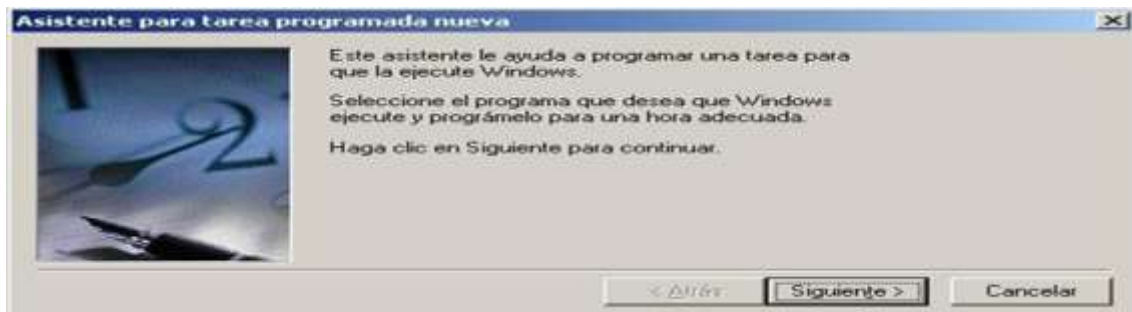 Asistente para tarea programada nueva
Este asistente le ayuda a programar una tarea para
que la ejecute Windows.
Seleccione el programa que desea que Windows
ejecute y prográmelo para una hora adecuada.
Haga clic en Siguiente para continuar.
< Atrás
Siguiente >
Cancelar